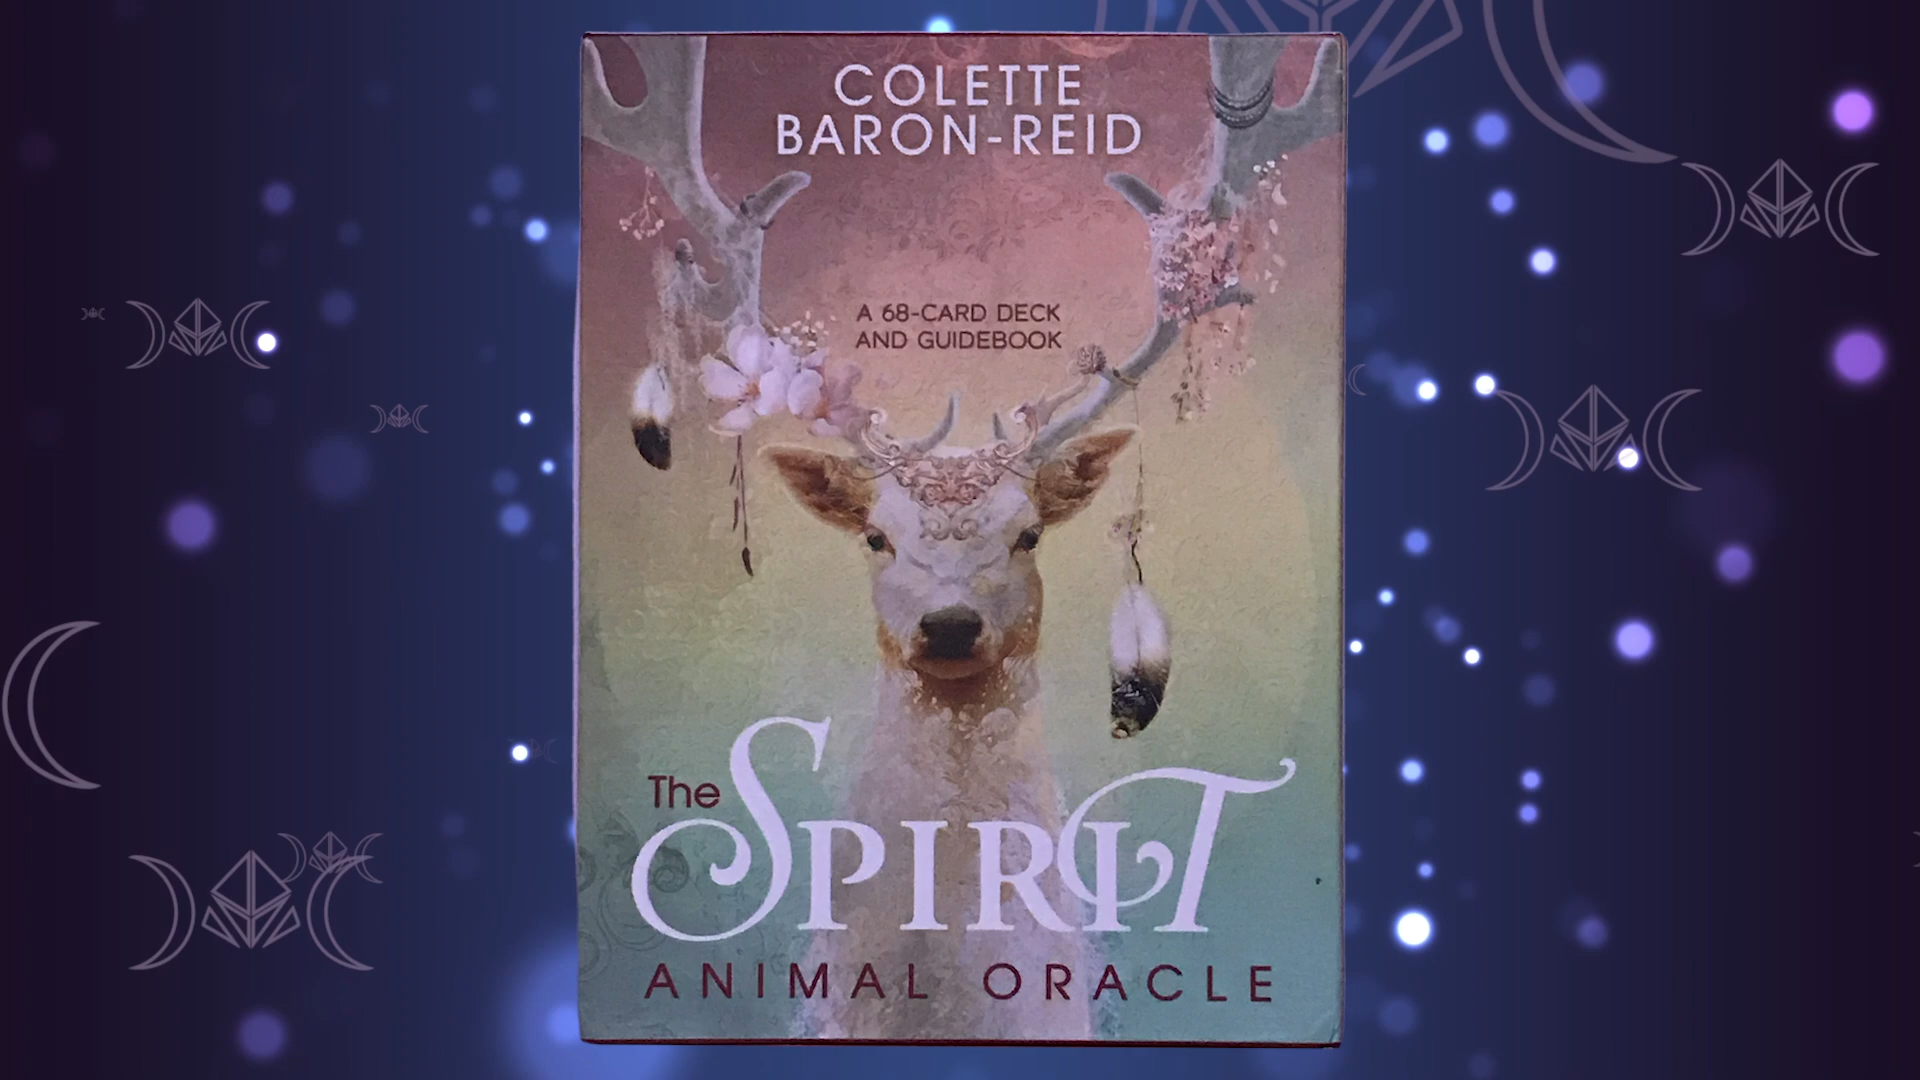 COLETTE
BARON-REID
A 68-CARD DECK
AND GUIDEBOOK
The SPIRIT
ANIMAL ORACLE